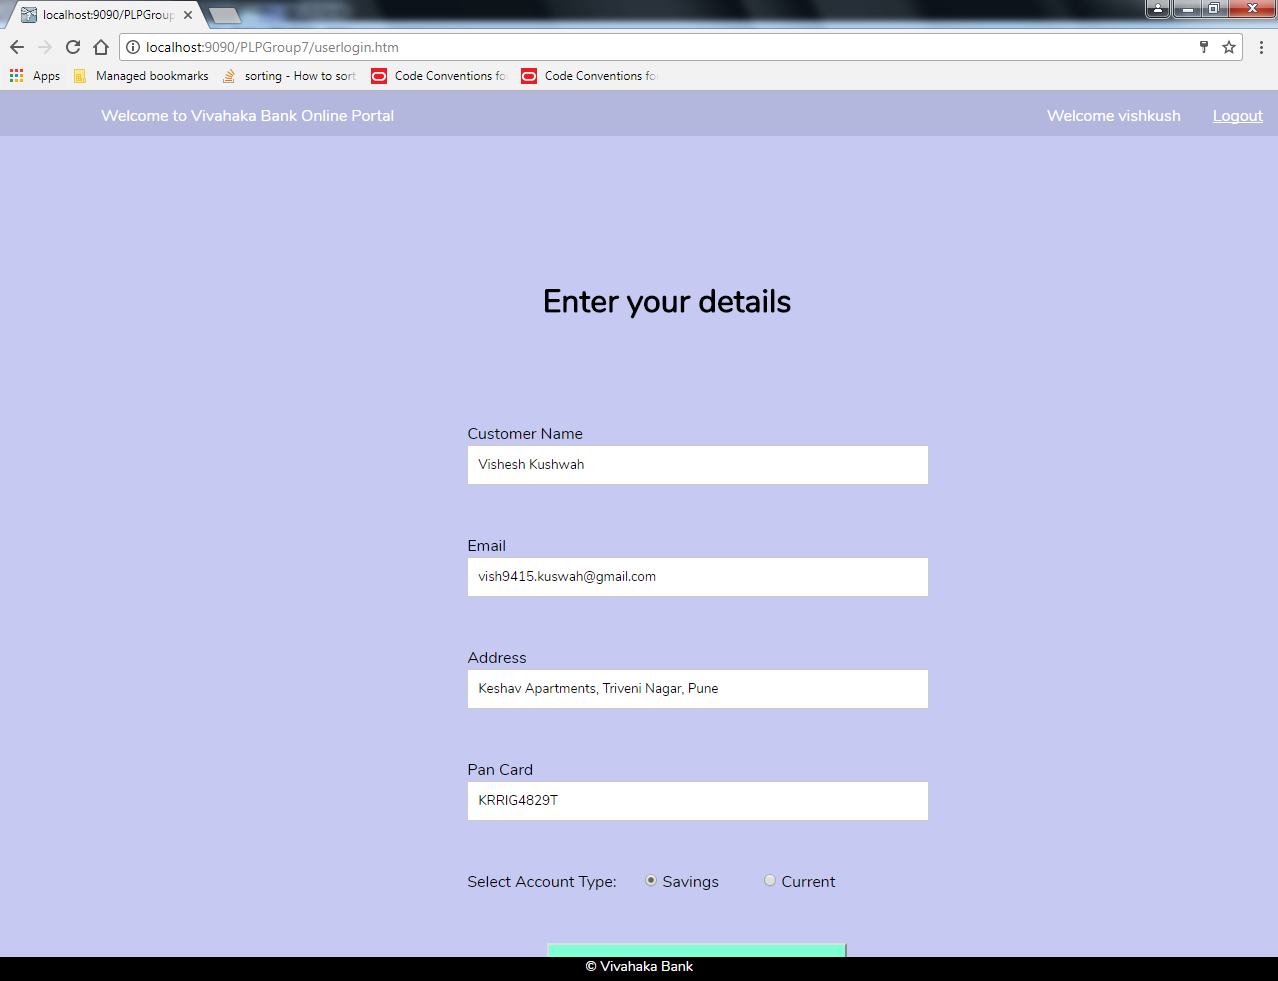 localhost:9090/PLPGroup
localhost:9090/PLPGroup7/userlogin.htm
Apps Managed bookmarks sorting - How to sort Code Conventions fo Code Conventions fo
Welcome to Vivahaka Bank Online Portal Welcome vishkush Logout
Enter your details
Customer Name
Vishesh Kushwah
Email
vish9415.kuswah@gmail.com
Address
Keshav Apartments, Triveni Nagar, Pune
Pan Card
KRRIG4829T
Select Account Type: Savings Current
© Vivahaka Bank